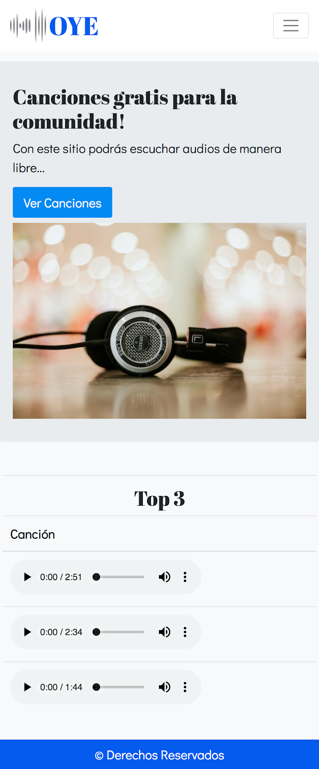 OYE
Canciones gratis para la
comunidad!
Con este sitio podrás escuchar audios de manera
libre...
Ver Canciones
Top 3
Canción
0:00 / 2:51
0:00 / 2:34
0:00 / 1:44
© Derechos Reservados